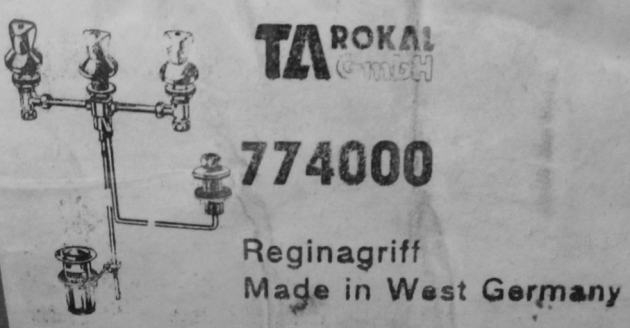 TA ROKAL
GmbH
774000
Reginagriff
Made in West Germany